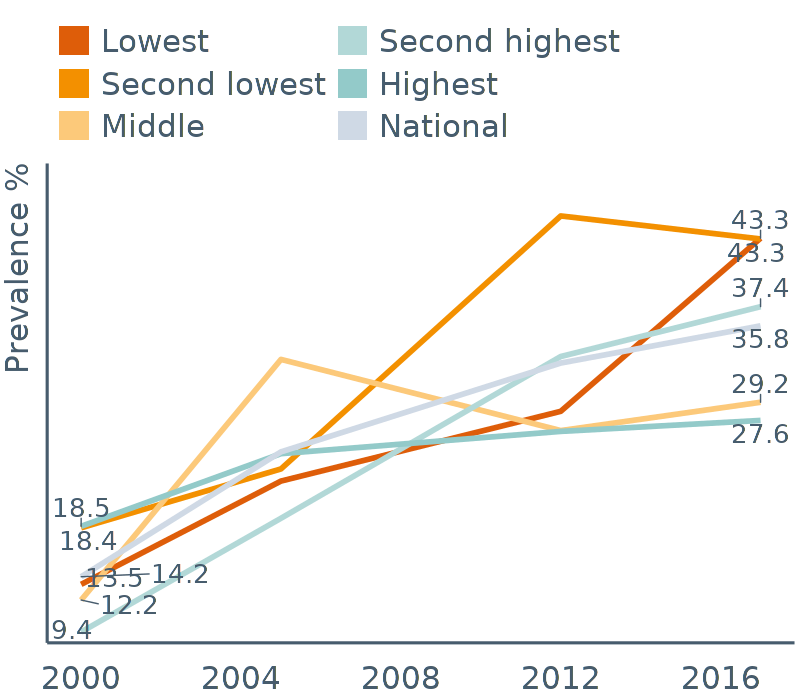 Lowest
Second lowest
Middle
Second highest
Highest
National
Prevalence %
43.3
43.3
37.4
35.8
29.2
27.6
18.5
18.4
14.2
13.5
12.2
9.4
2000 2004 2008 2012 2016